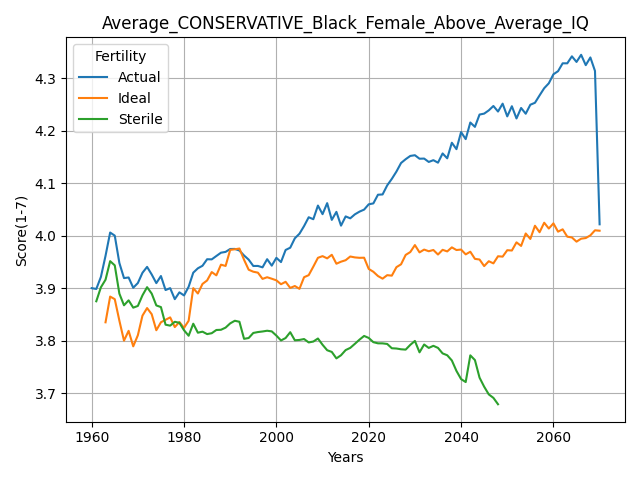 Average_CONSERVATIVE_Black_Female_Above_Average_IQ
Fertility
Actual
Ideal
Sterile
Score(1-7)
4.3
4.2
4.1
4.0
3.9
3.8
3.7
1960 1980 2000 2020 2040 2060
Years